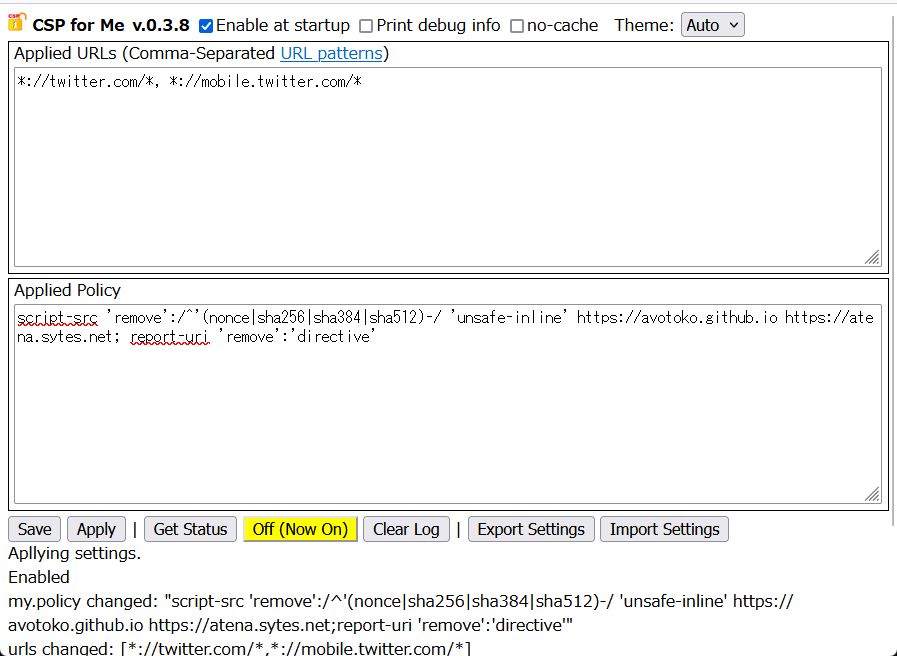 CSP for Me v.0.3.8 Enable at startup Print debug info no-cache Theme: Auto
Applied URLs (Comma-Separated URL patterns)
*://twitter.com/*, *://mobile.twitter.com/*
Applied Policy
script-src 'remove':/^'(nonce|sha256|sha384|sha512)-/ 'unsafe-inline' https://avotoko.github.io https://ate
na.sytes.net; report-uri 'remove':'directive'
Save Apply | Get Status Off (Now On) Clear Log | Export Settings Import Settings
Apllying settings.
Enabled
my.policy changed: "script-src 'remove':/^'(nonce|sha256|sha384|sha512)-/ 'unsafe-inline' https://
avotoko.github.io https://atena.sytes.net;report-uri 'remove':'directive'"
urls changed: [*://twitter.com/*,*://mobile.twitter.com/*]